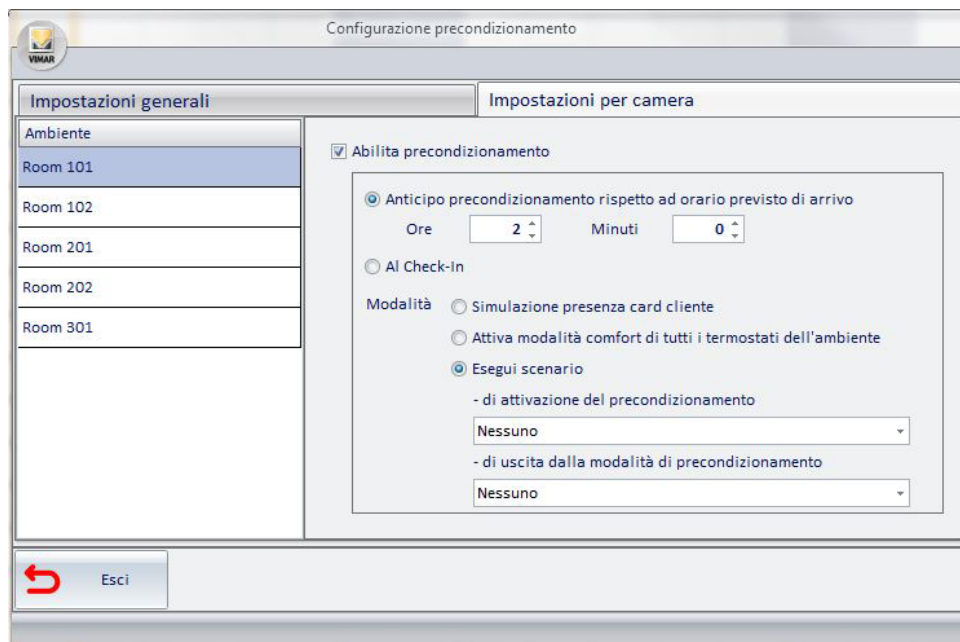 Configurazione precondizionamento
VIMAR
Impostazioni generali
Impostazioni per camera
Ambiente
Room 101
Room 102
Room 201
Room 202
Room 301
Abilita precondizionamento
Anticipo precondizionamento rispetto ad orario previsto di arrivo
Ore 2 Minuti 0
Al Check-In
Modalità Simulazione presenza card cliente
Attiva modalità comfort di tutti i termostati dell'ambiente
Esegui scenario
- di attivazione del precondizionamento
Nessuno
- di uscita dalla modalità di precondizionamento
Nessuno
Esci